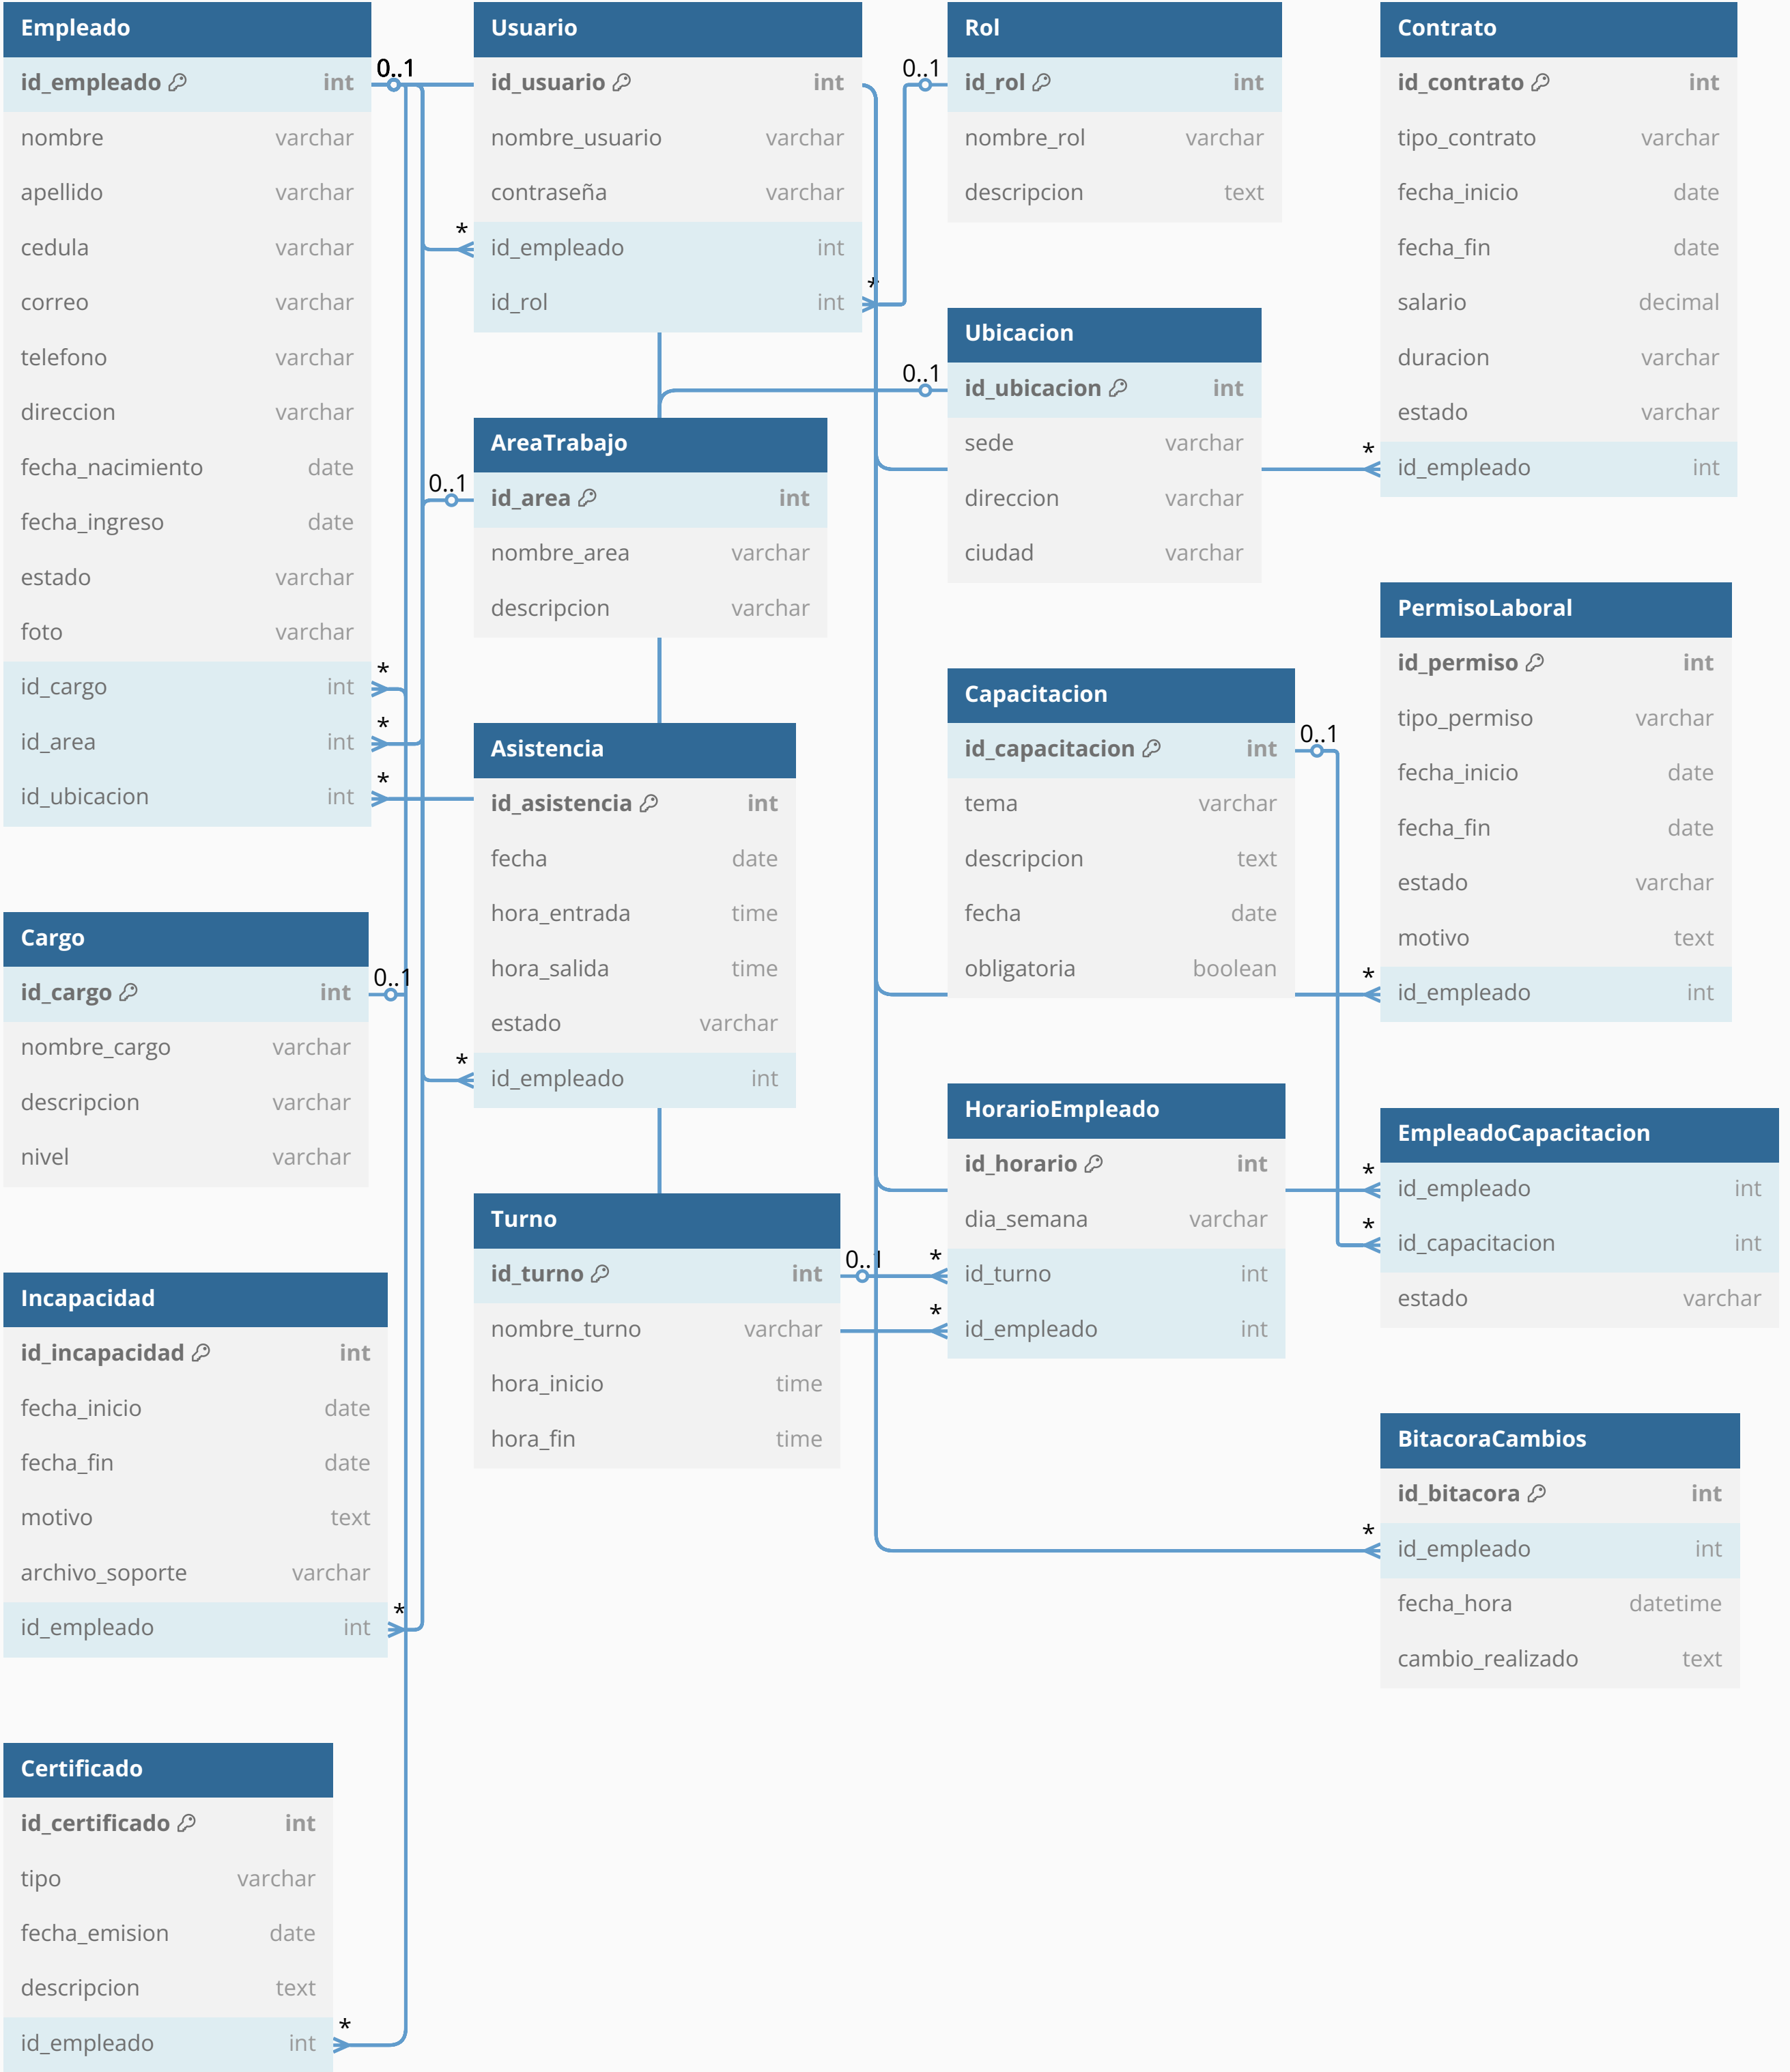 Empleado
id_empleado int
nombre varchar
apellido varchar
cedula varchar
correo varchar
telefono varchar
direccion varchar
fecha_nacimiento date
fecha_ingreso date
estado varchar
foto varchar
id_cargo int
id_area int
id_ubicacion int
0..1
*
*
*
Cargo
id_cargo int
nombre_cargo varchar
descripcion varchar
nivel varchar
0..1
Incapacidad
id_incapacidad int
fecha_inicio date
fecha_fin date
motivo text
archivo_soporte varchar
id_empleado int
*
Certificado
id_certificado int
tipo varchar
fecha_emision date
descripcion text
id_empleado int
*
Usuario
id_usuario int
nombre_usuario varchar
contraseña varchar
id_empleado int
id_rol int
*
*
AreaTrabajo
id_area int
nombre_area varchar
descripcion varchar
0..1
Asistencia
id_asistencia int
fecha date
hora_entrada time
hora_salida time
estado varchar
id_empleado int
*
Turno
id_turno int
nombre_turno varchar
hora_inicio time
hora_fin time
0..1
Rol
id_rol int
nombre_rol varchar
descripcion text
0..1
Ubicacion
id_ubicacion int
sede varchar
direccion varchar
ciudad varchar
0..1
Capacitacion
id_capacitacion int
tema varchar
descripcion text
fecha date
obligatoria boolean
0..1
HorarioEmpleado
id_horario int
dia_semana varchar
id_turno int
id_empleado int
*
*
Contrato
id_contrato int
tipo_contrato varchar
fecha_inicio date
fecha_fin date
salario decimal
duracion varchar
estado varchar
id_empleado int
*
PermisoLaboral
id_permiso int
tipo_permiso varchar
fecha_inicio date
fecha_fin date
estado varchar
motivo text
id_empleado int
*
EmpleadoCapacitacion
id_empleado int
id_capacitacion int
estado varchar
*
*
BitacoraCambios
id_bitacora int
id_empleado int
fecha_hora datetime
cambio_realizado text
*